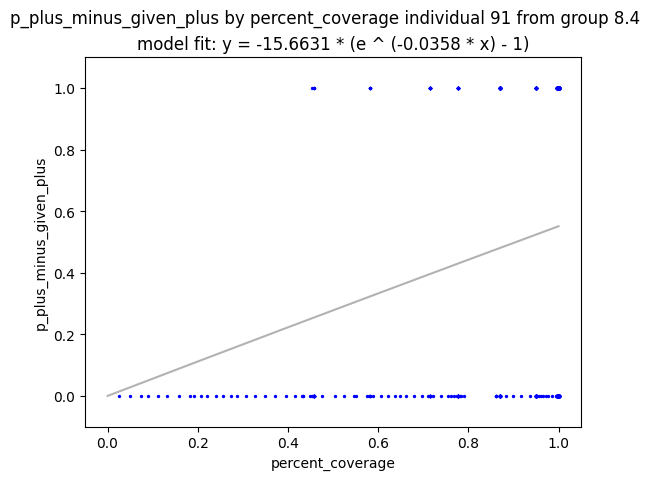 p_plus_minus_given_plus by percent_coverage individual 91 from group 8.4
model fit: y = -15.6631 * (e ^ (-0.0358 * x) - 1)
1.0
0.8
0.6
0.4
0.2
0.0
p_plus_minus_given_plus
0.0 0.2 0.4 0.6 0.8 1.0
percent_coverage